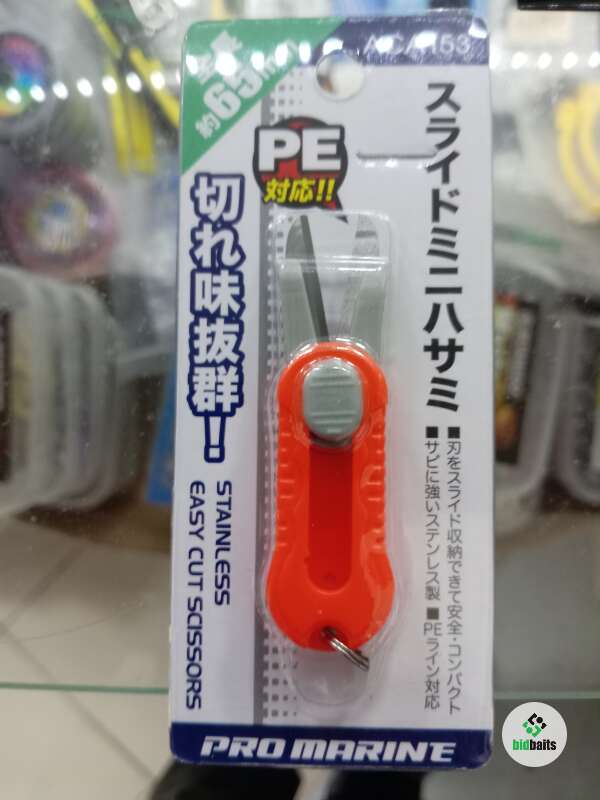 約65mm
PE
対応!!
切れ味抜群!
STAINLESS
EASY CUT SCISSORS
スライドミニハサミ
■刃をスライド収納できて安全・コンパクト
■サビに強いステンレス製 ■PEライン対応
PRO MARINE
bidbaits